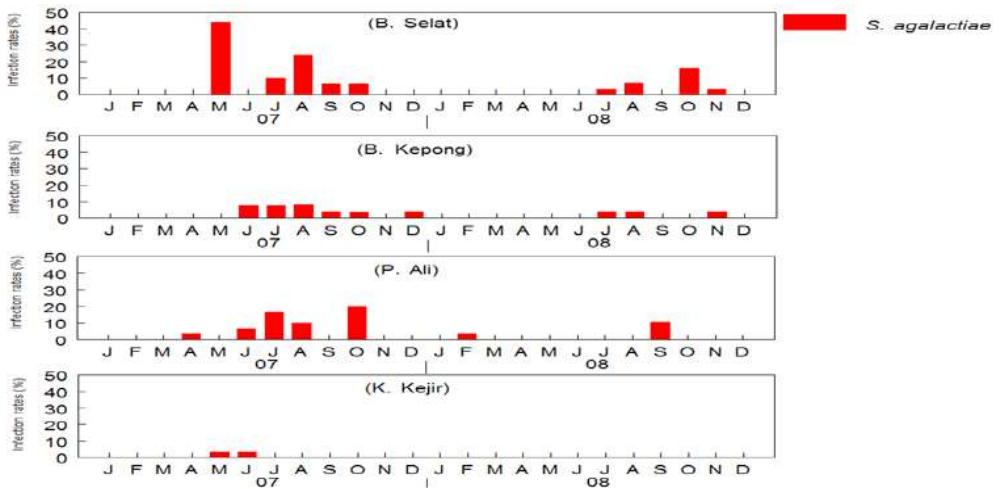 Infection rates (%)
50
40
30
20
10
0
(B. Selat)
S. agalactiae
J F M A M J J A S O N D J F M A M J J A S O N D
07 | 08
Infection rates (%)
50
40
30
20
10
0
(B. Kepong)
J F M A M J J A S O N D J F M A M J J A S O N D
07 | 08
Infection rates (%)
50
40
30
20
10
0
(P. Ali)
J F M A M J J A S O N D J F M A M J J A S O N D
07 | 08
Infection rates (%)
50
40
30
20
10
0
(K. Kejir)
J F M A M J J A S O N D J F M A M J J A S O N D
07 | 08